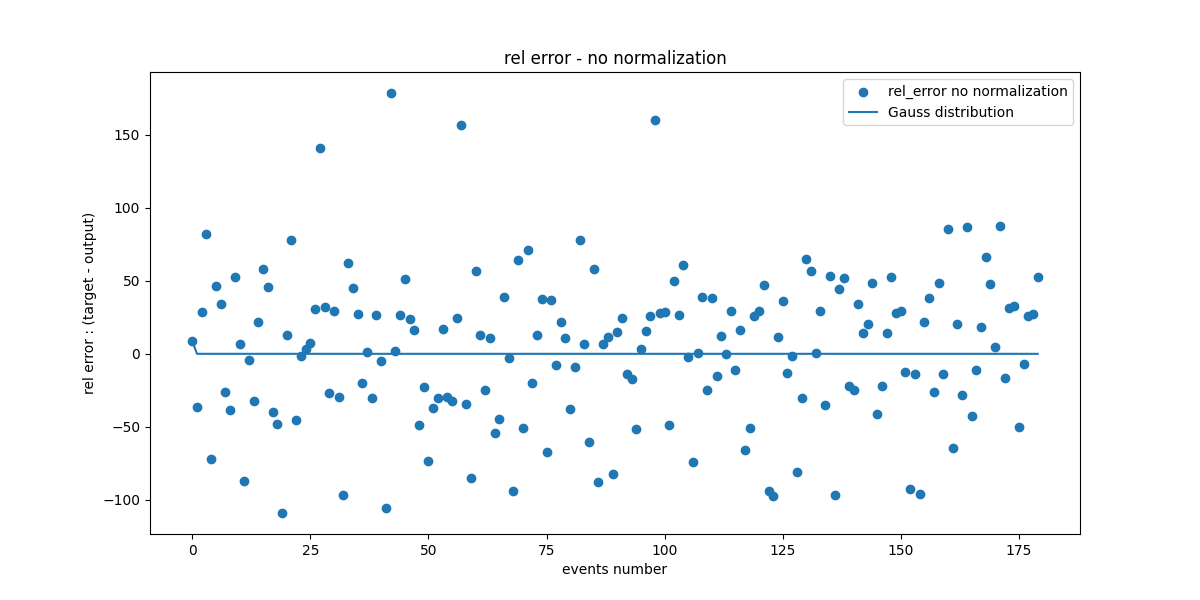 rel error - no normalization
rel_error no normalization
Gauss distribution
rel error : (target - output)
150
100
50
0
−50
−100
0 25 50 75 100 125 150 175
events number